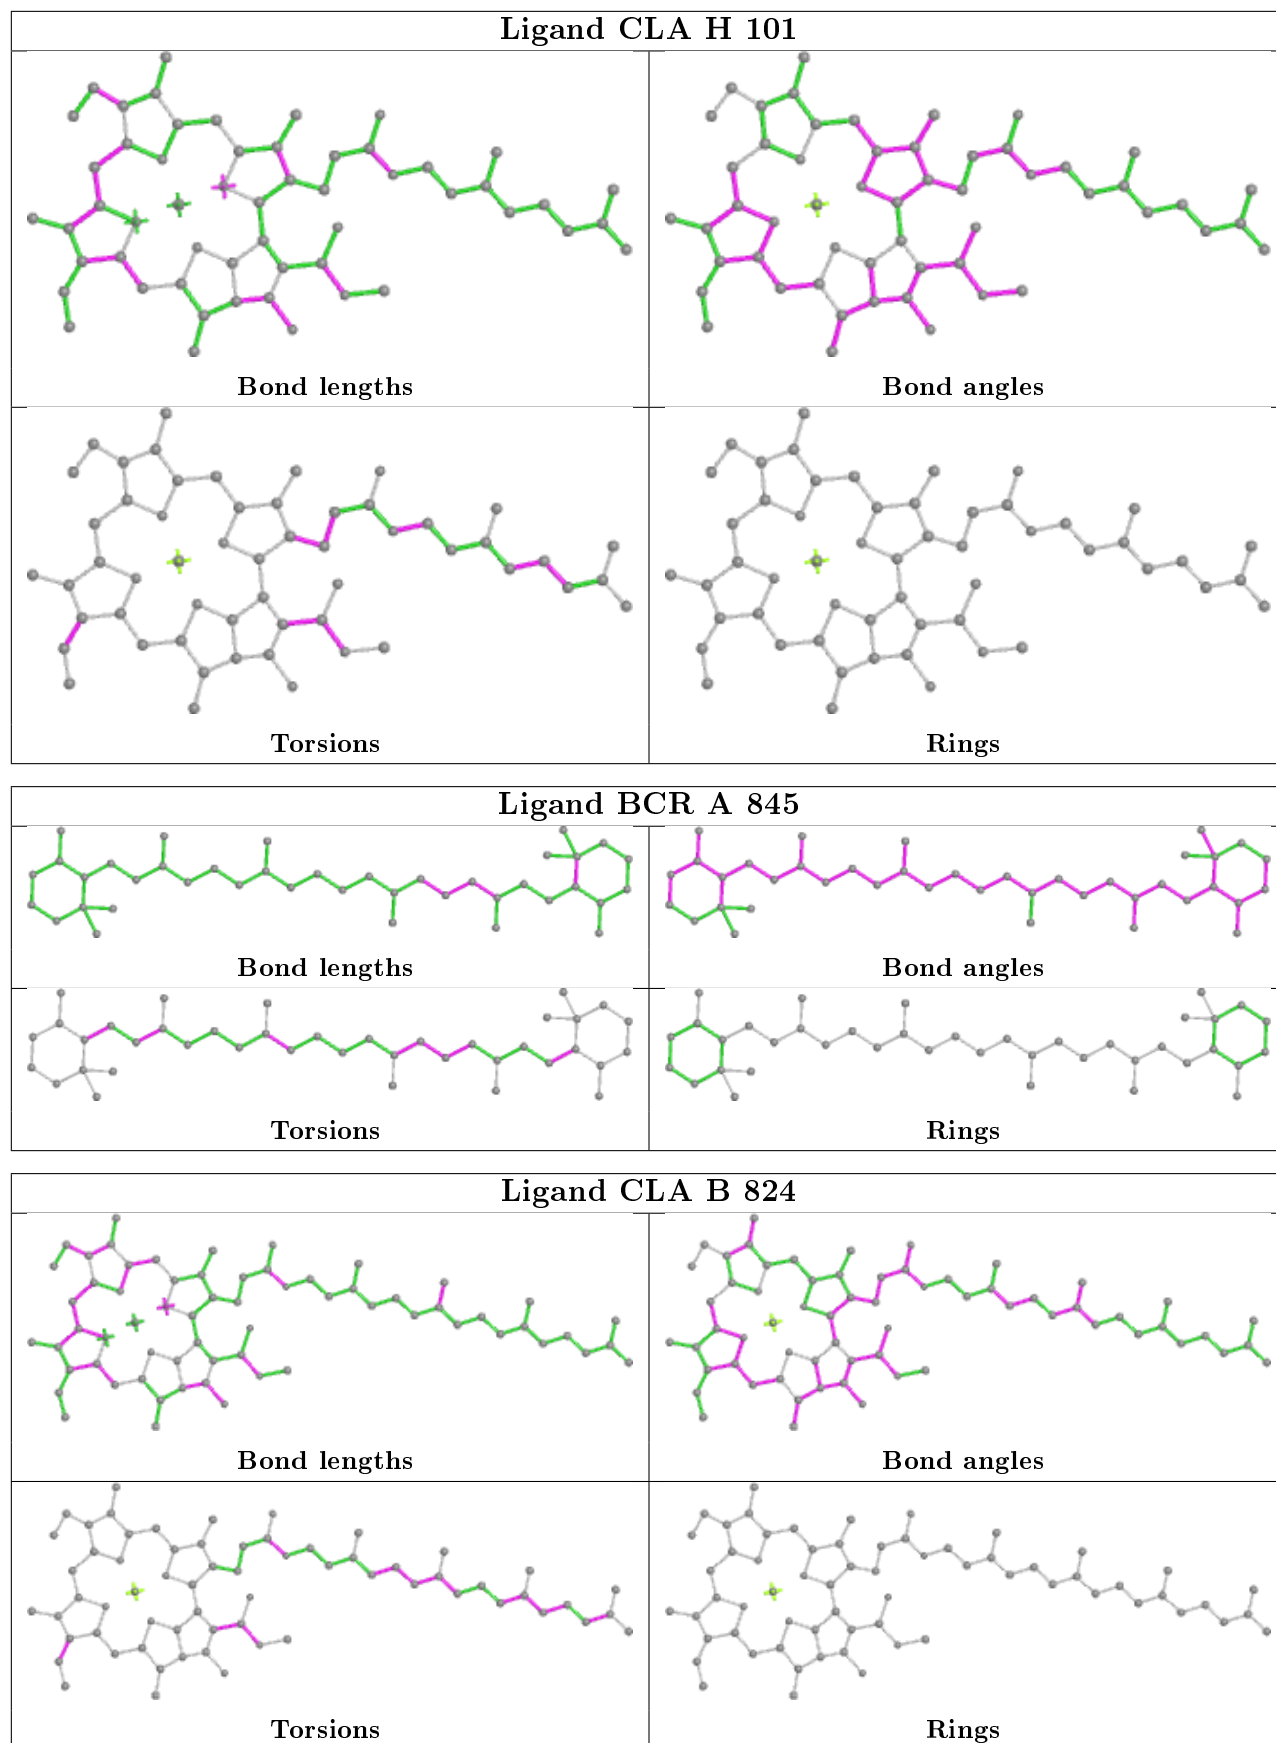 Ligand CLA H 101
Bond lengths
Bond angles
Torsions
Rings
Ligand BCR A 845
Bond lengths
Bond angles
Torsions
Rings
Ligand CLA B 824
Bond lengths
Bond angles
Torsions
Rings